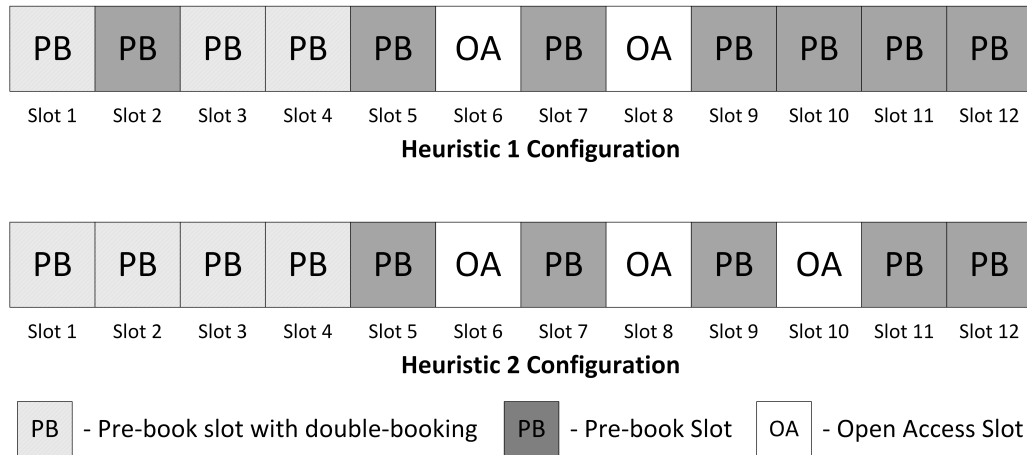 PB PB PB PB PB OA PB OA PB PB PB PB
Slot 1 Slot 2 Slot 3 Slot 4 Slot 5 Slot 6 Slot 7 Slot 8 Slot 9 Slot 10 Slot 11 Slot 12
Heuristic 1 Configuration
PB PB PB PB PB OA PB OA PB OA PB PB
Slot 1 Slot 2 Slot 3 Slot 4 Slot 5 Slot 6 Slot 7 Slot 8 Slot 9 Slot 10 Slot 11 Slot 12
Heuristic 2 Configuration
PB - Pre-book slot with double-booking PB - Pre-book Slot OA - Open Access Slot